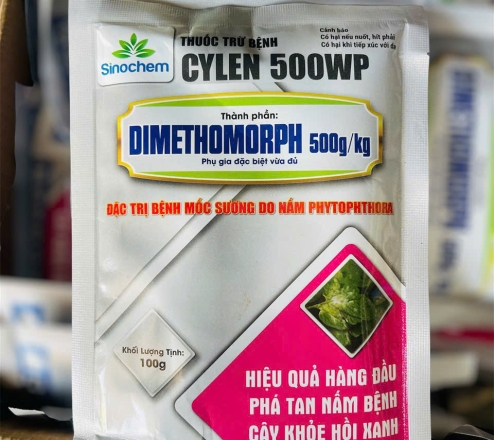 Sinochem
THUỐC TRỪ BỆNH
CYLEN 500WP
Cảnh báo
Có hại nếu nuốt, hít phải
Có hại khi tiếp xúc với da
Thành phần:
DIMETHOMORPH 500g/kg
Phụ gia đặc biệt vừa đủ
ĐẶC TRỊ BỆNH MỐC SƯƠNG DO NẤM PHYTOPHTHORA
Khối Lượng Tịnh:
100g
HIỆU QUẢ HÀNG ĐẦU
PHÁ TAN NẤM BỆNH
CÂY KHỎE HỒI XANH